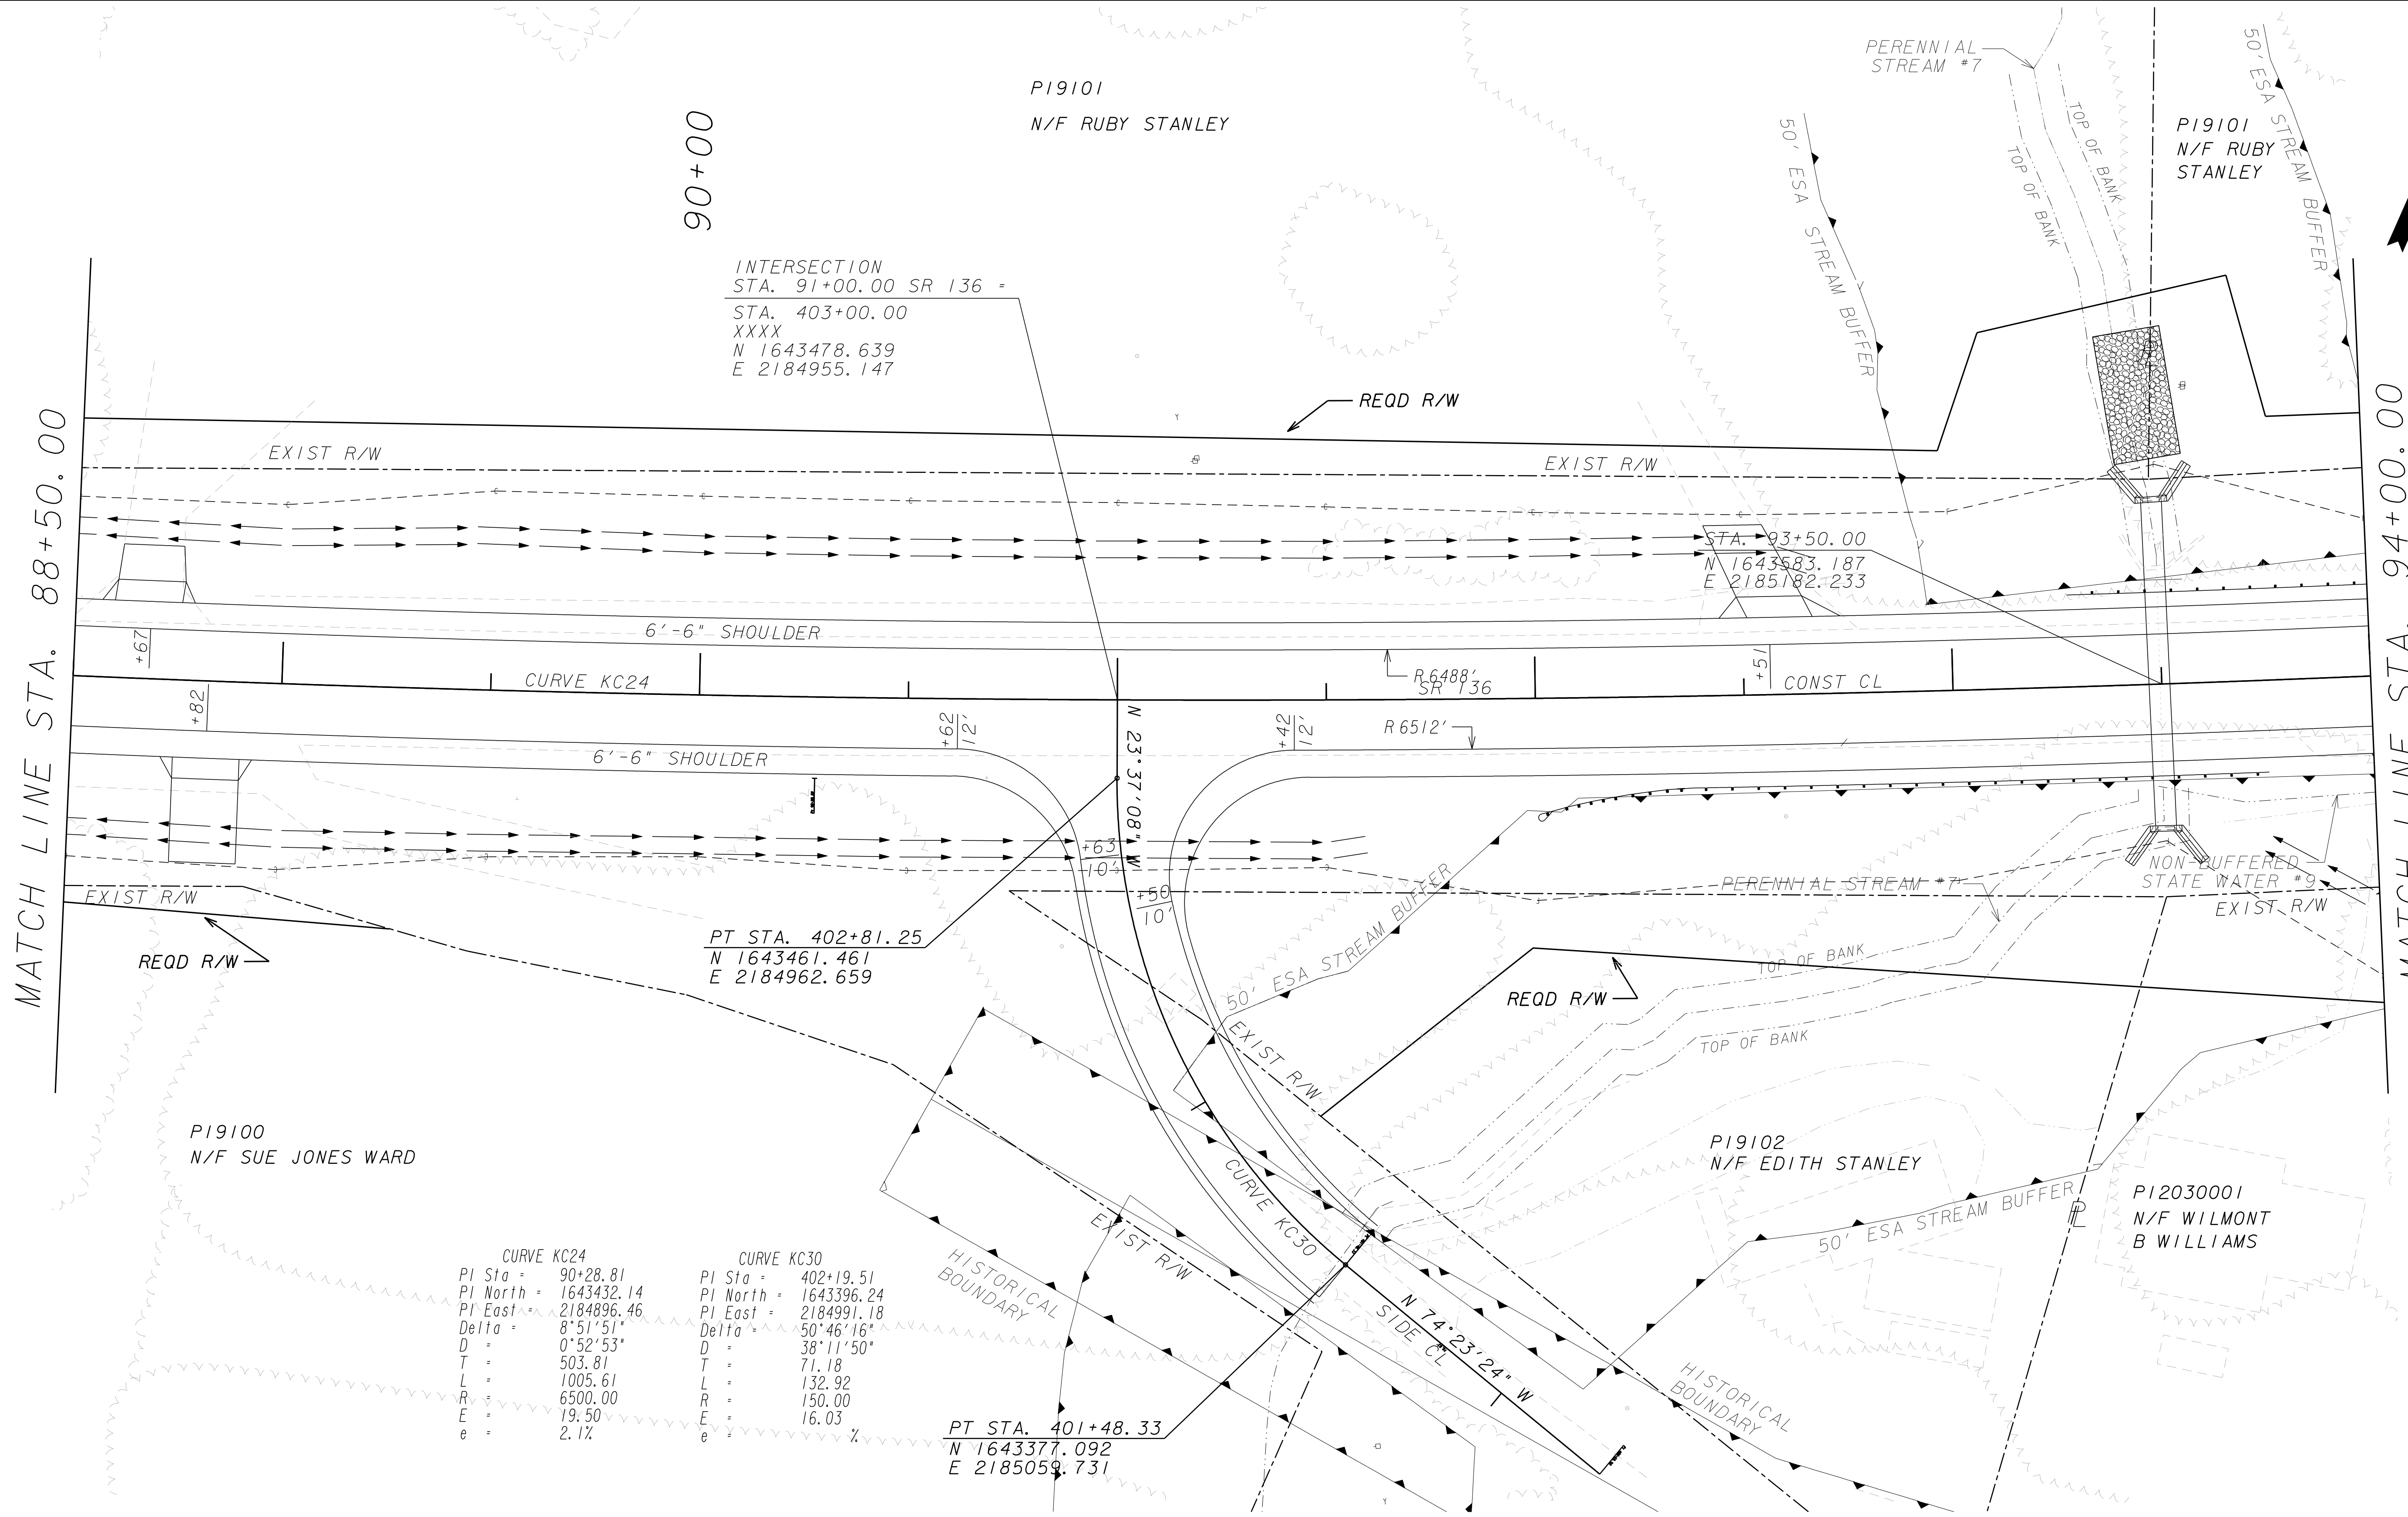 PERENNIAL
STREAM #7
50' ESA STREAM BUFFER
P19101
N/F RUBY STANLEY
90+00
50' ESA STREAM BUFFER
TOP OF BANK
TOP OF BANK
P19101
N/F RUBY
STANLEY
INTERSECTION
STA. 91+00.00 SR 136 =
STA. 403+00.00
XXXX
N 1643478.639
E 2184955.147
REQD R/W
EXIST R/W
EXIST R/W
MATCH LINE STA. 88+50.00
MATCH LINE STA. 94+00.00
STA. 93+50.00
N 1643583.187
E 2185182.233
6'-6" SHOULDER
+67
+51
R 6488'
CURVE KC24
SR 136
CONST CL
+82
+62
12'
N 23°37'08" W
+42
12'
R 6512'
6'-6" SHOULDER
+63
10'
+50
10'
NON-BUFFERED
STATE WATER #9
PERENNIAL STREAM #7
EXIST R/W
EXIST R/W
REQD R/W
PT STA. 402+81.25
N 1643461.461
E 2184962.659
50' ESA STREAM BUFFER
TOP OF BANK
REQD R/W
TOP OF BANK
EXIST R/W
P19100
N/F SUE JONES WARD
P19102
N/F EDITH STANLEY
P12030001
N/F WILMONT
B WILLIAMS
50' ESA STREAM BUFFER
CURVE KC30
EXIST R/W
HISTORICAL
BOUNDARY
CURVE KC24
PI Sta = 90+28.81
PI North = 1643432.14
PI East = 2184896.46
Delta = 8°51'51"
D = 0°52'53"
T = 503.81
L = 1005.61
R = 6500.00
E = 19.50
e = 2.1%
CURVE KC30
PI Sta = 402+19.51
PI North = 1643396.24
PI East = 2184991.18
Delta = 50°46'16"
D = 38°11'50"
T = 71.18
L = 132.92
R = 150.00
E = 16.03
e = %
N 74°23'24" W
SIDE CL
HISTORICAL
BOUNDARY
PT STA. 401+48.33
N 1643377.092
E 2185059.731